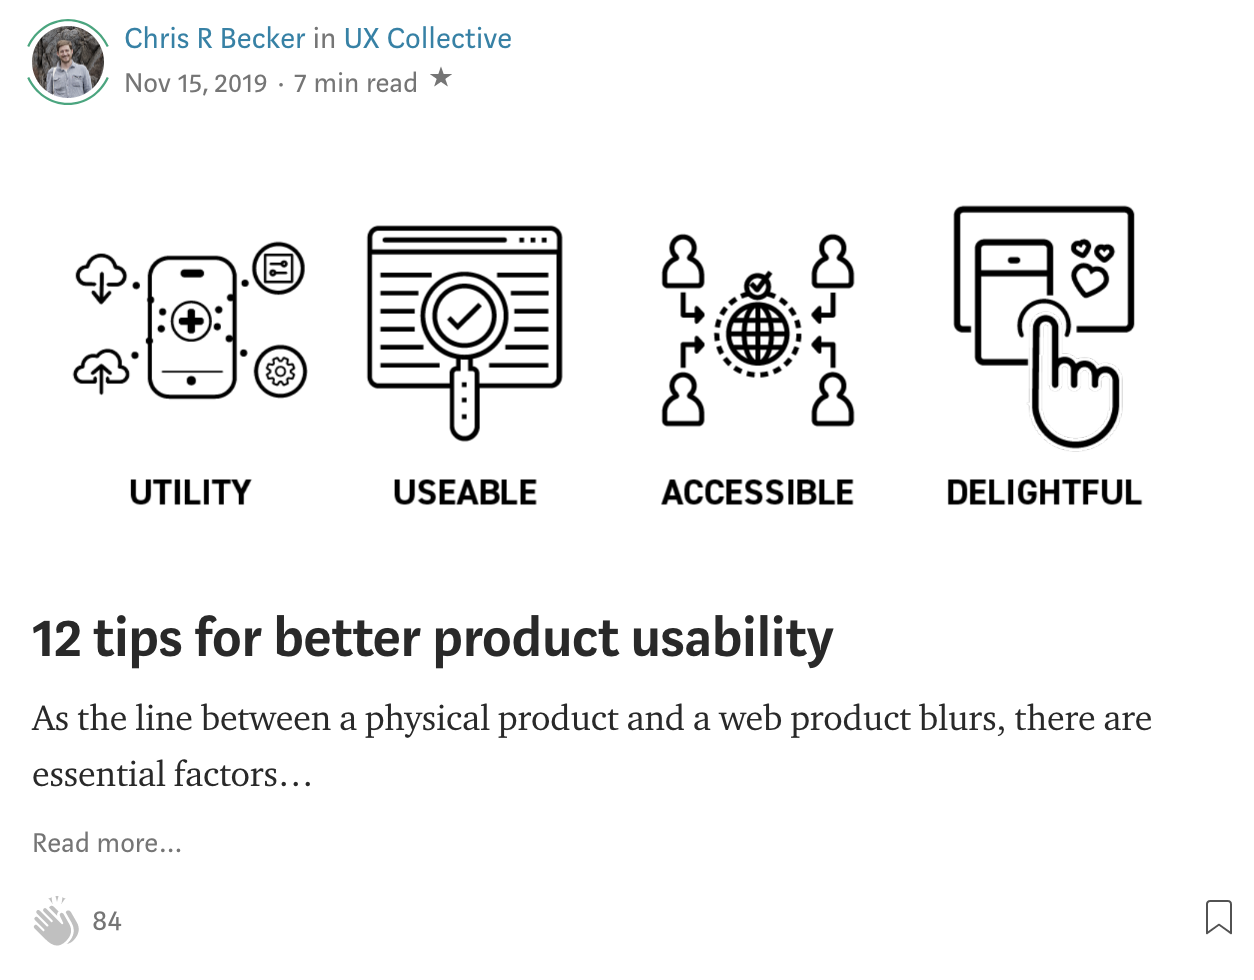 Chris R Becker in UX Collective
Nov 15, 2019 · 7 min read ★
UTILITY USEABLE ACCESSIBLE DELIGHTFUL
12 tips for better product usability
As the line between a physical product and a web product blurs, there are
essential factors…
Read more…
84